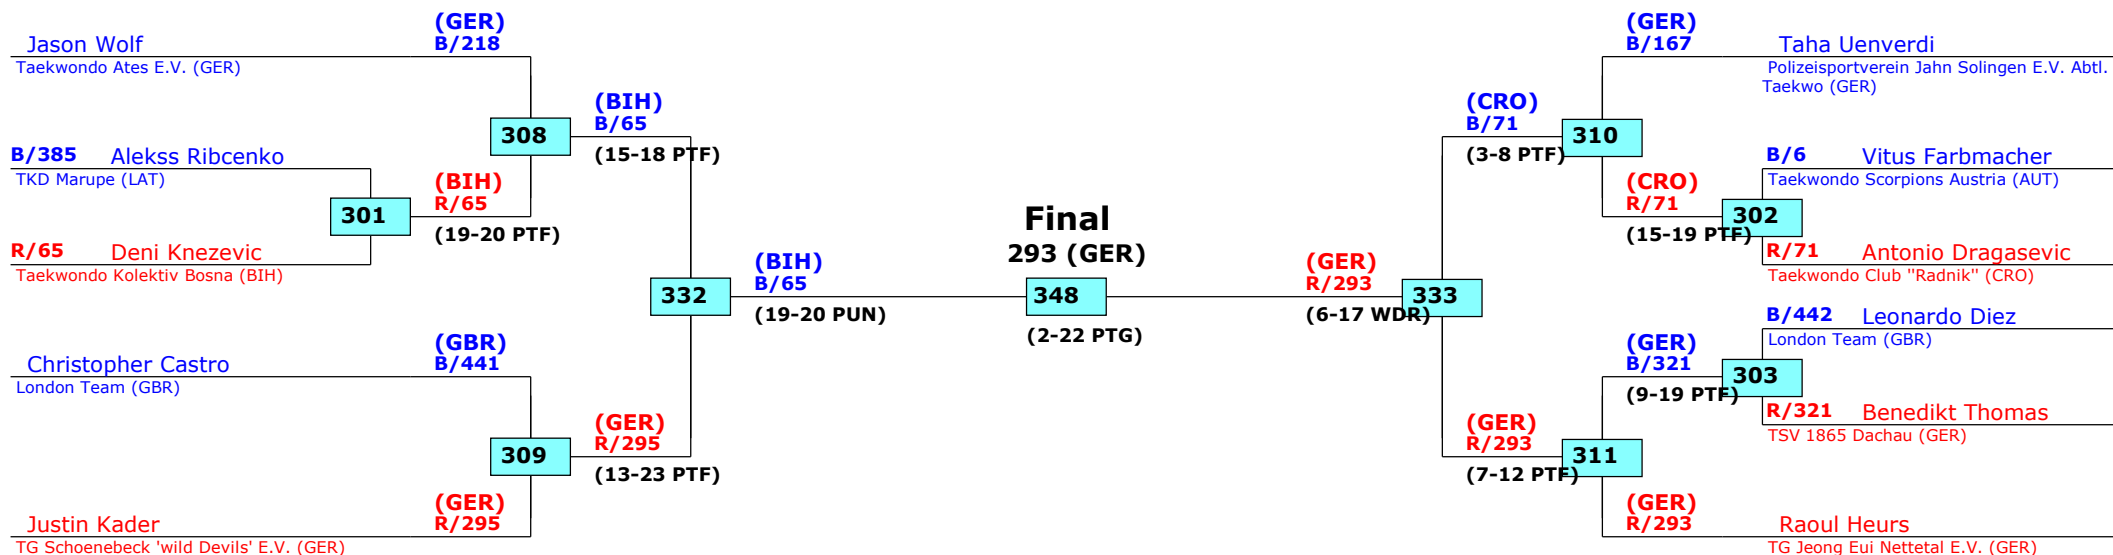 (GER)
B/218
Jason Wolf
Taekwondo Ates E.V. (GER)
308
(BIH)
B/65
(15-18 PTF)
B/385 Alekss Ribcenko
TKD Marupe (LAT)
301
(BIH)
R/65
(19-20 PTF)
R/65 Deni Knezevic
Taekwondo Kolektiv Bosna (BIH)
332
(BIH)
B/65
(19-20 PUN)
Christopher Castro
London Team (GBR)
(GBR)
B/441
309
(GER)
R/295
(13-23 PTF)
(GER)
R/295
Justin Kader
TG Schoenebeck 'wild Devils' E.V. (GER)
Final
293 (GER)
348
(2-22 PTG)
(GER)
R/293
(6-17 WDR)
333
(GER)
B/167
Taha Uenverdi
Polizeisportverein Jahn Solingen E.V. Abtl.
Taekwo (GER)
(CRO)
B/71
(3-8 PTF)
310
B/6 Vitus Farbmacher
Taekwondo Scorpions Austria (AUT)
(CRO)
R/71
(15-19 PTF)
302
R/71 Antonio Dragasevic
Taekwondo Club "Radnik" (CRO)
B/442 Leonardo Diez
London Team (GBR)
(GER)
B/321
(9-19 PTF)
303
R/321 Benedikt Thomas
TSV 1865 Dachau (GER)
(GER)
R/293
(7-12 PTF)
311
(GER)
R/293
Raoul Heurs
TG Jeong Eui Nettetal E.V. (GER)